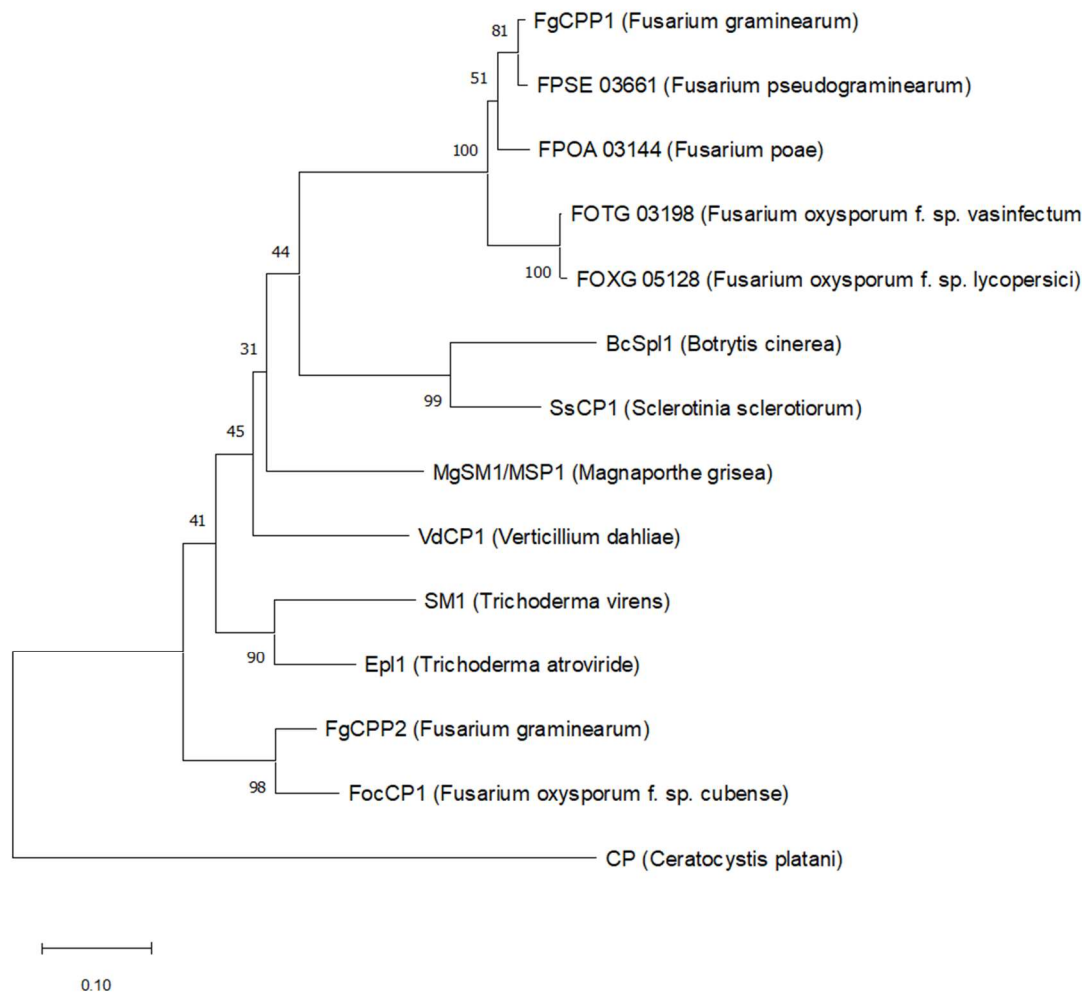 81
FgCPP1 (Fusarium graminearum)
51
FPSE 03661 (Fusarium pseudograminearum)
100
FPOA 03144 (Fusarium poae)
FOTG 03198 (Fusarium oxysporum f. sp. vasinfectum
44
100
FOXG 05128 (Fusarium oxysporum f. sp. lycopersici)
31
BcSpl1 (Botrytis cinerea)
99
SsCP1 (Sclerotinia sclerotiorum)
45
MgSM1/MSP1 (Magnaporthe grisea)
41
VdCP1 (Verticillium dahliae)
SM1 (Trichoderma virens)
90
Epl1 (Trichoderma atroviride)
FgCPP2 (Fusarium graminearum)
98
FocCP1 (Fusarium oxysporum f. sp. cubense)
CP (Ceratocystis platani)
0.10